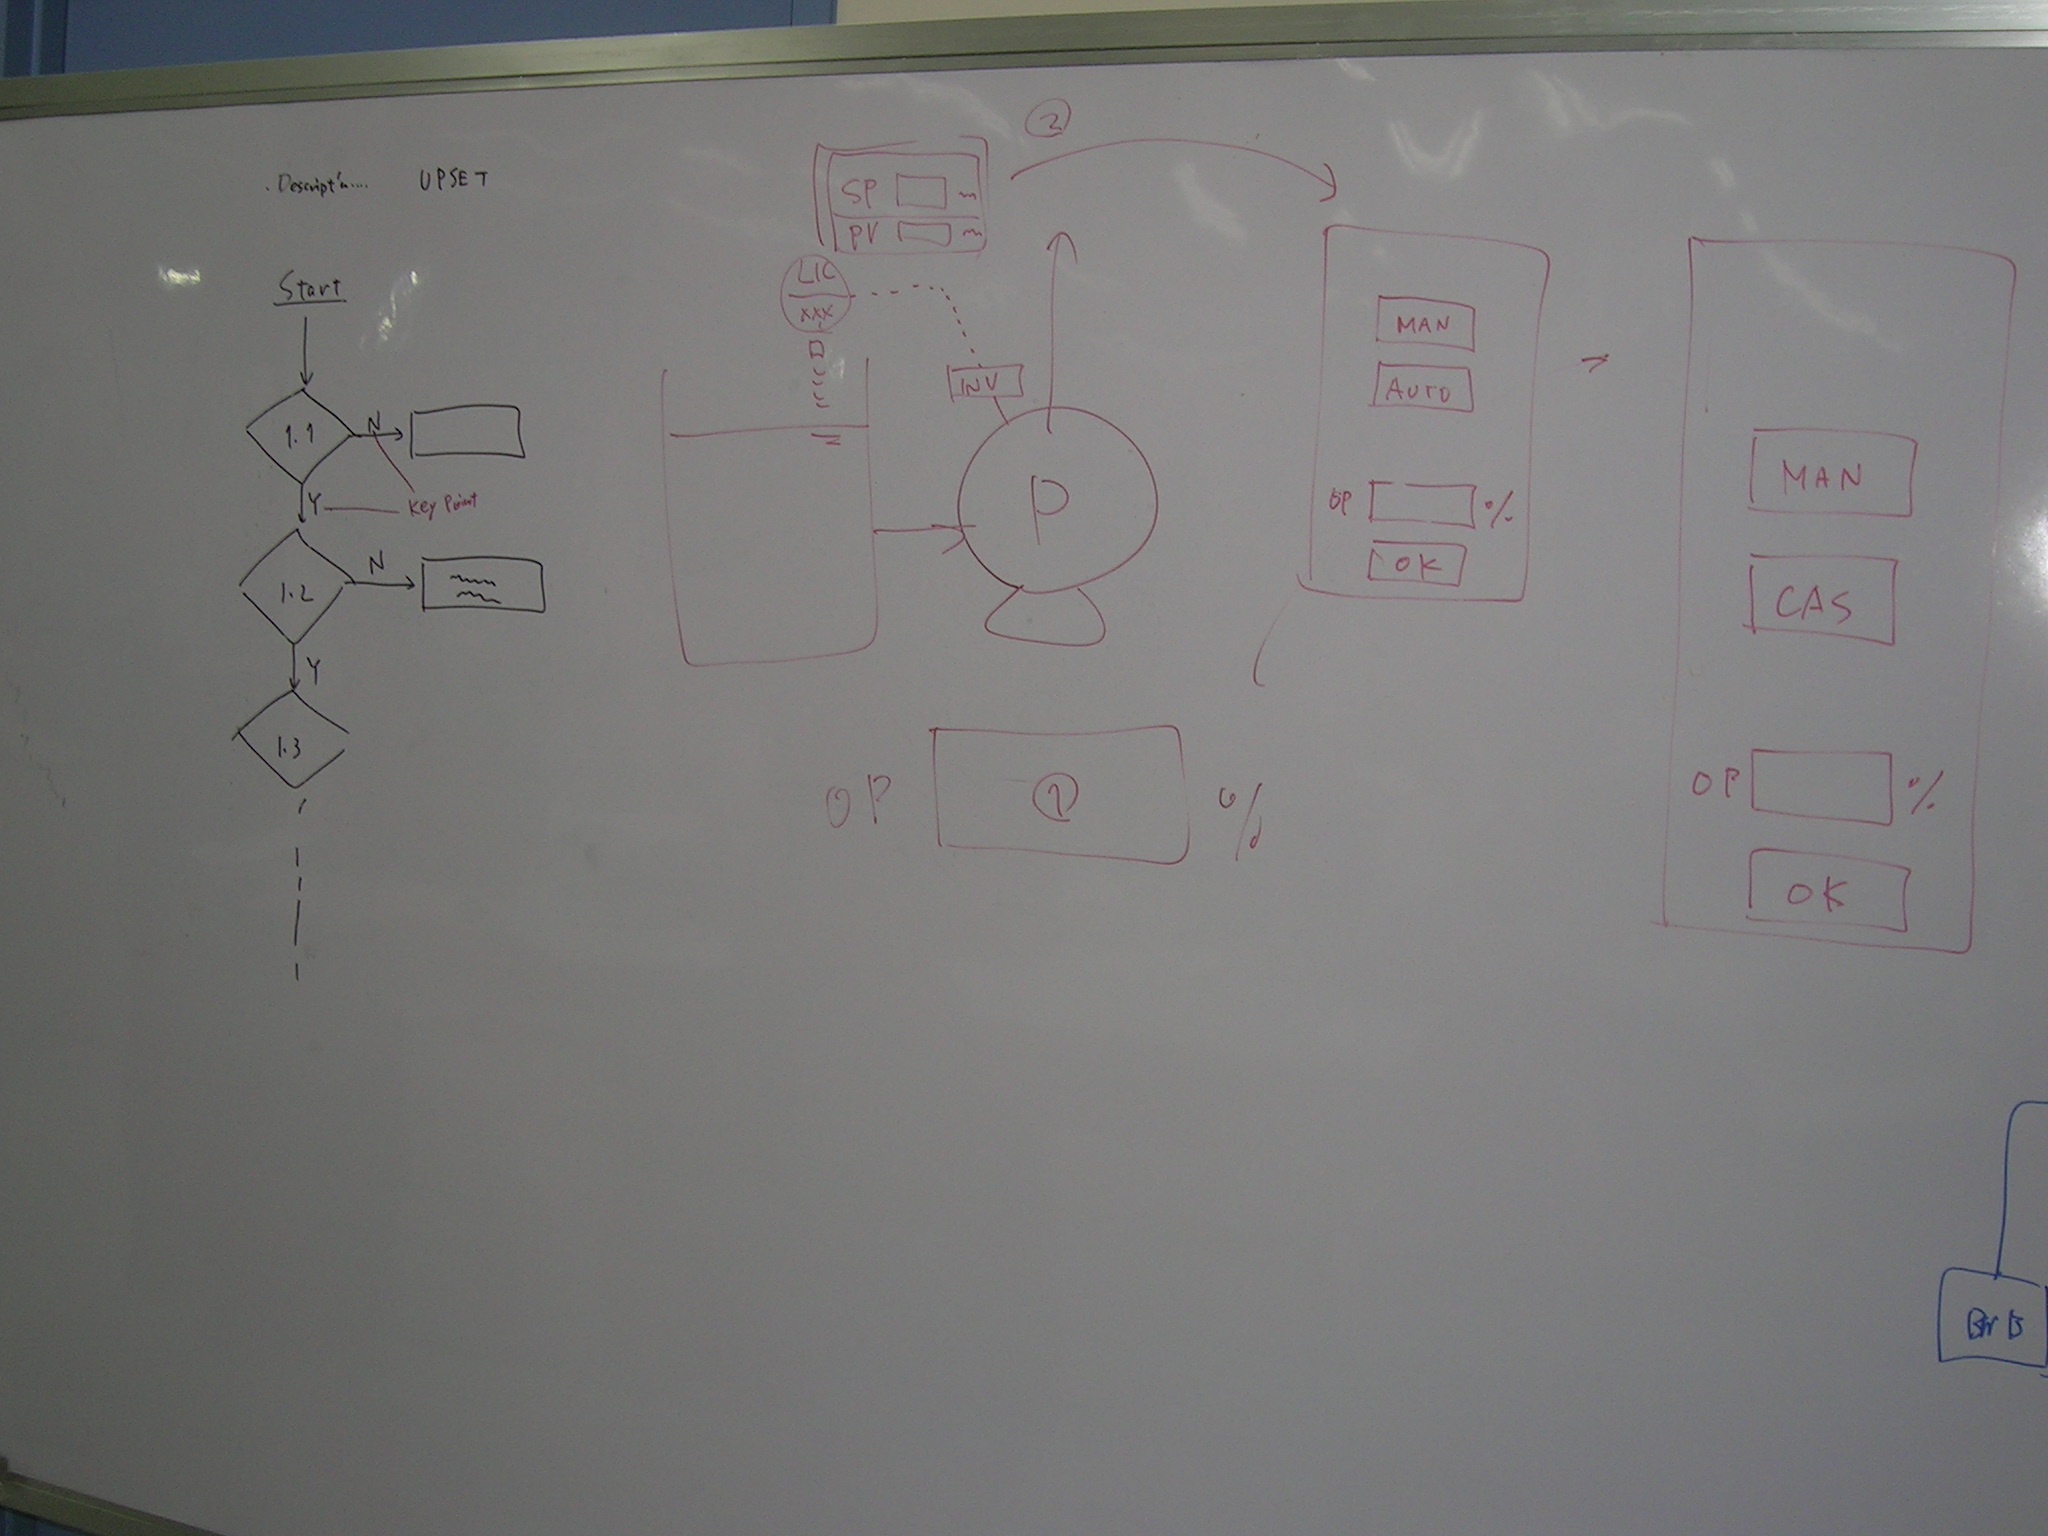 . Descript'n.... UPSET
Start
1.1
N
Y
Key Point
1.2
N
Y
1.3
2
SP
PV
LIC
XXX
INV
P
OP 1 %
MAN
AUTO
OP %
OK
MAN
CAS
OP %
OK